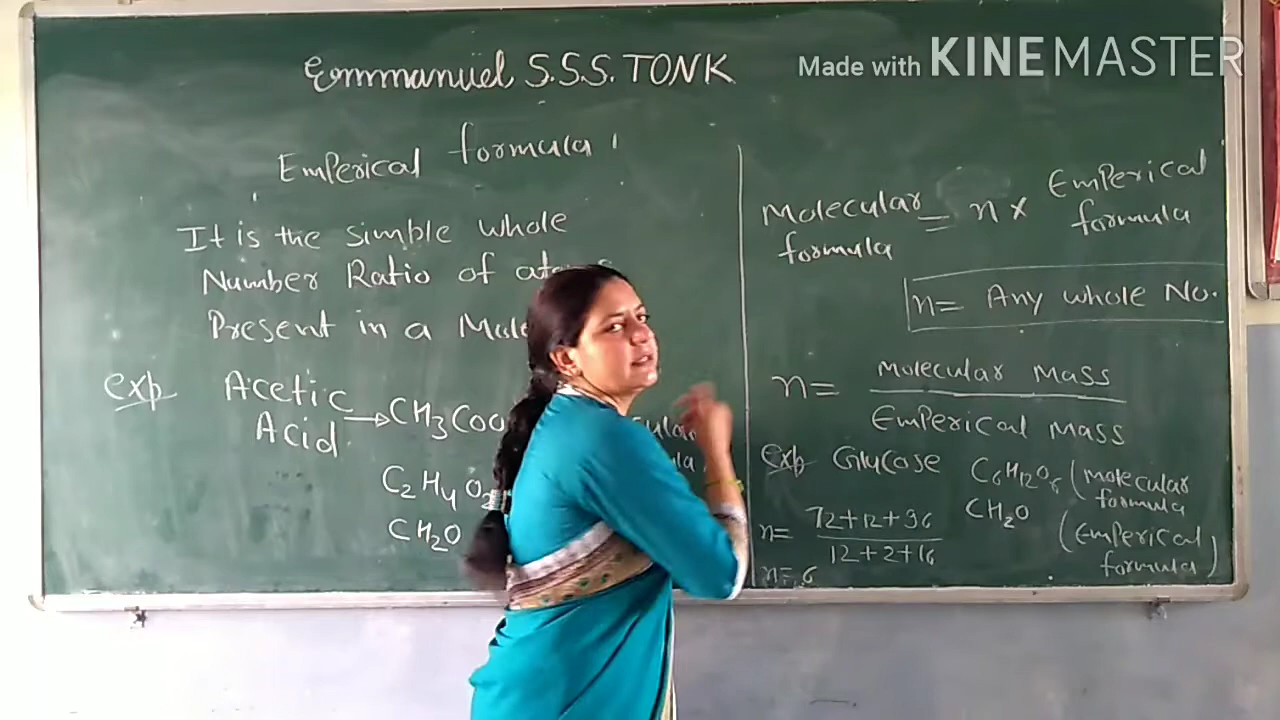 Emmanuel S.S.S. TONK
Made with KINEMASTER
Emperical formula
It is the simple whole
Number Ratio of
Present in a
exp Acetic Acid → CH3COO
C2H4O2
CH2O
Molecular formula = n x Emperical formula
n = Any whole No.
n = Molecular Mass
Emperical Mass
exp Glucose C6H12O6 (Molecular formula
CH2O (Emperical formula)
n = 72+12+96
12+2+16
n = 6